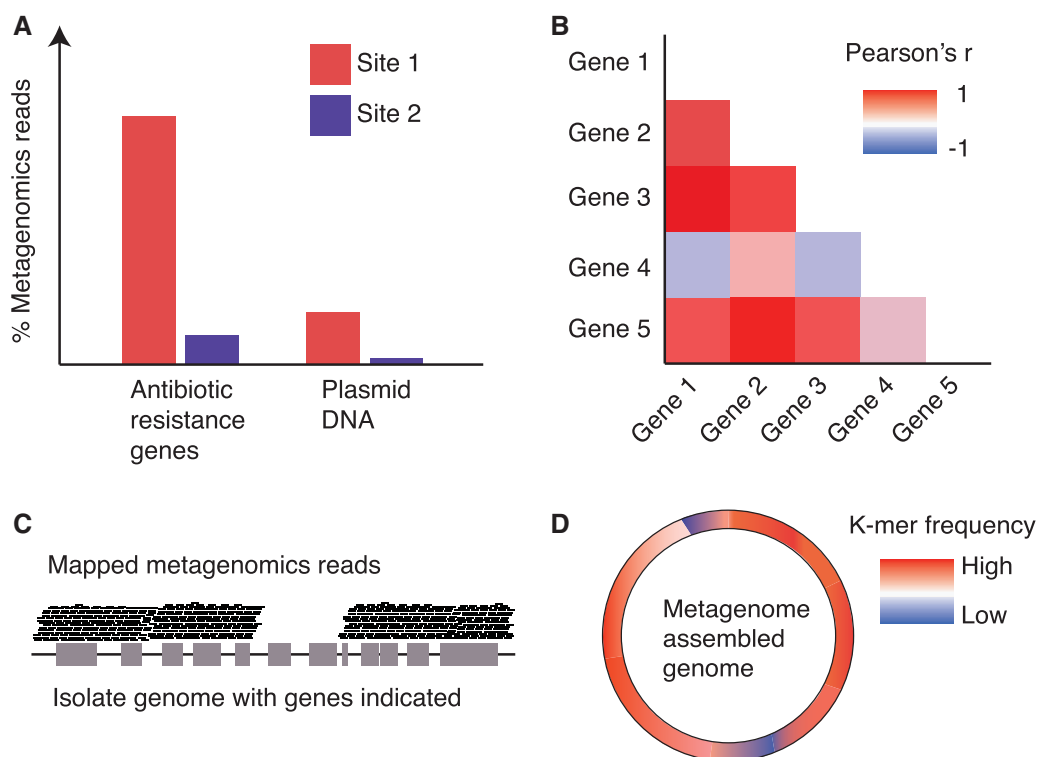 A
% Metagenomics reads
Site 1
Site 2
Antibiotic
resistance
genes
Plasmid
DNA
B
Pearson's r
1
-1
Gene 1
Gene 2
Gene 3
Gene 4
Gene 5
Gene 1
Gene 2
Gene 3
Gene 4
Gene 5
C
Mapped metagenomics reads
Isolate genome with genes indicated
D
K-mer frequency
High
Low
Metagenome
assembled
genome